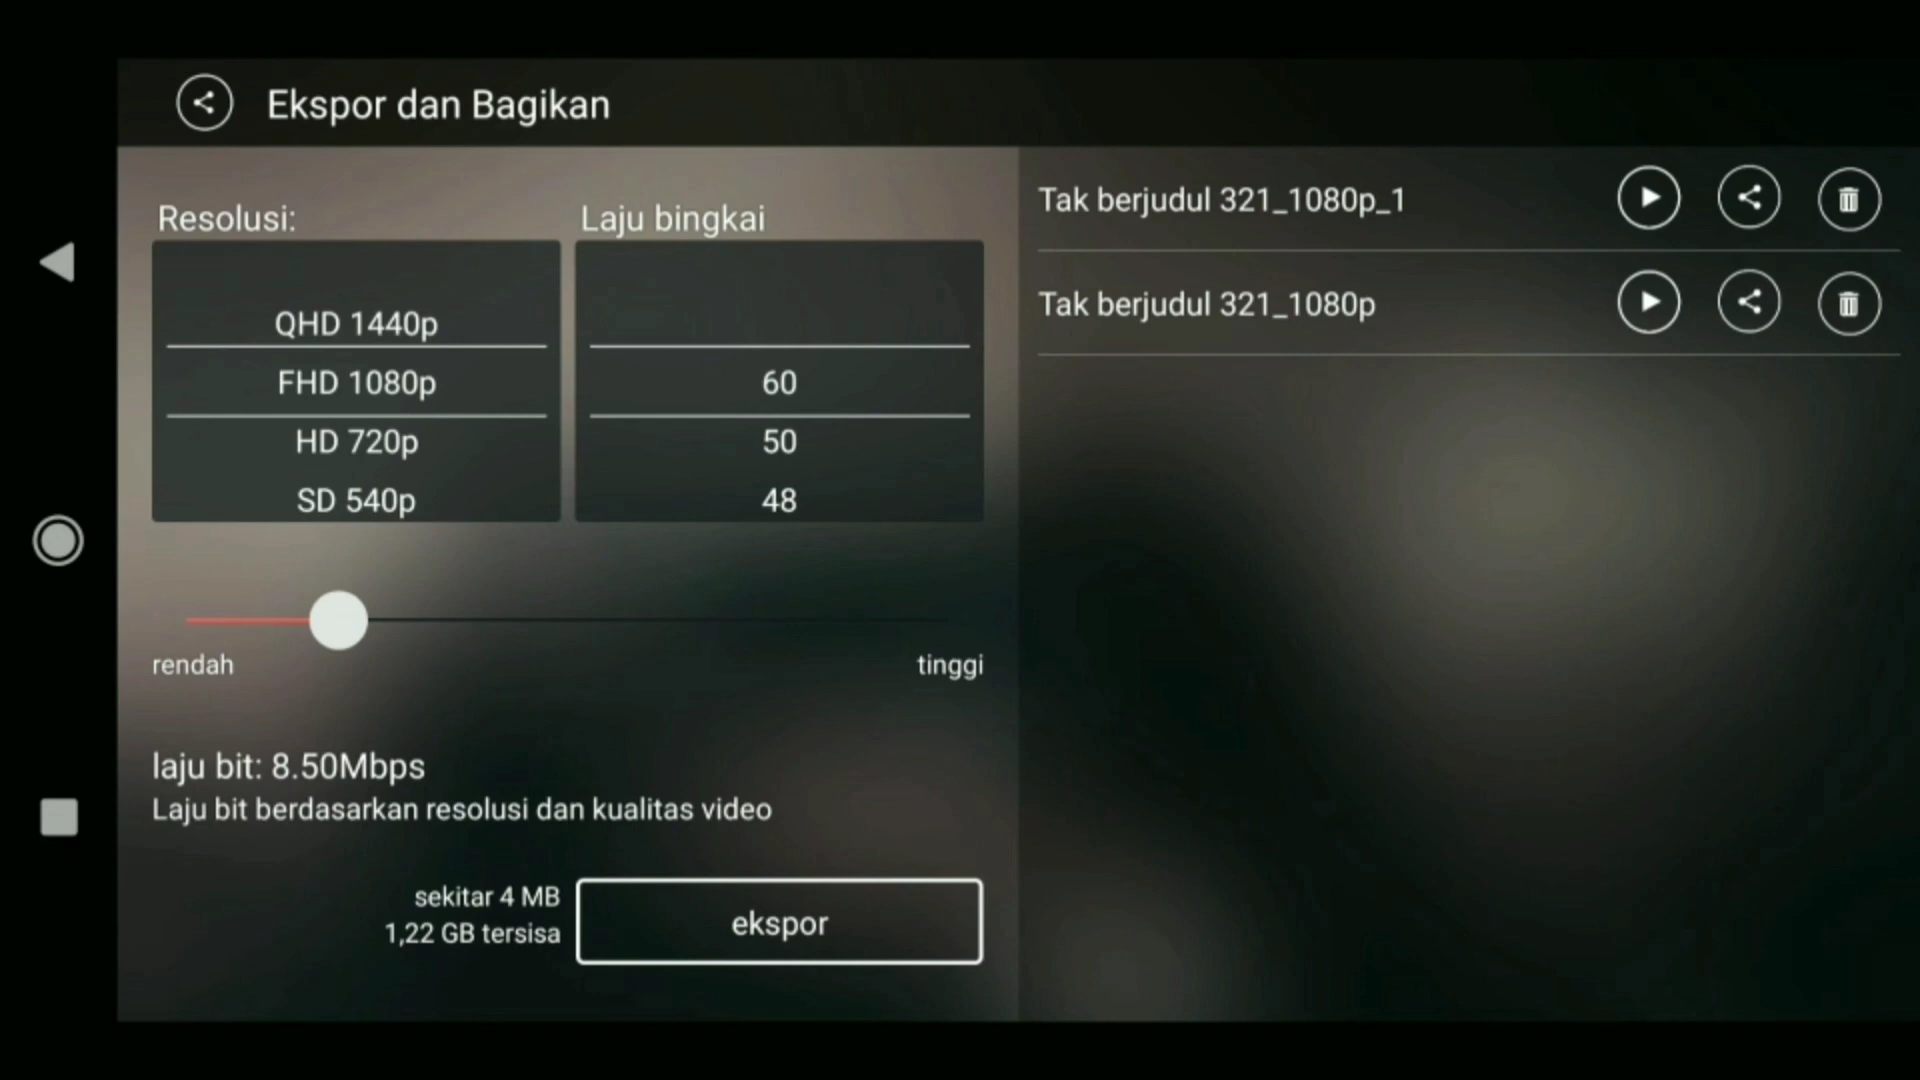 Ekspor dan Bagikan
Resolusi:
QHD 1440p
FHD 1080p
HD 720p
SD 540p
Laju bingkai
60
50
48
rendah
tinggi
laju bit: 8.50Mbps
Laju bit berdasarkan resolusi dan kualitas video
sekitar 4 MB
1,22 GB tersisa
ekspor
Tak berjudul 321_1080p_1
Tak berjudul 321_1080p